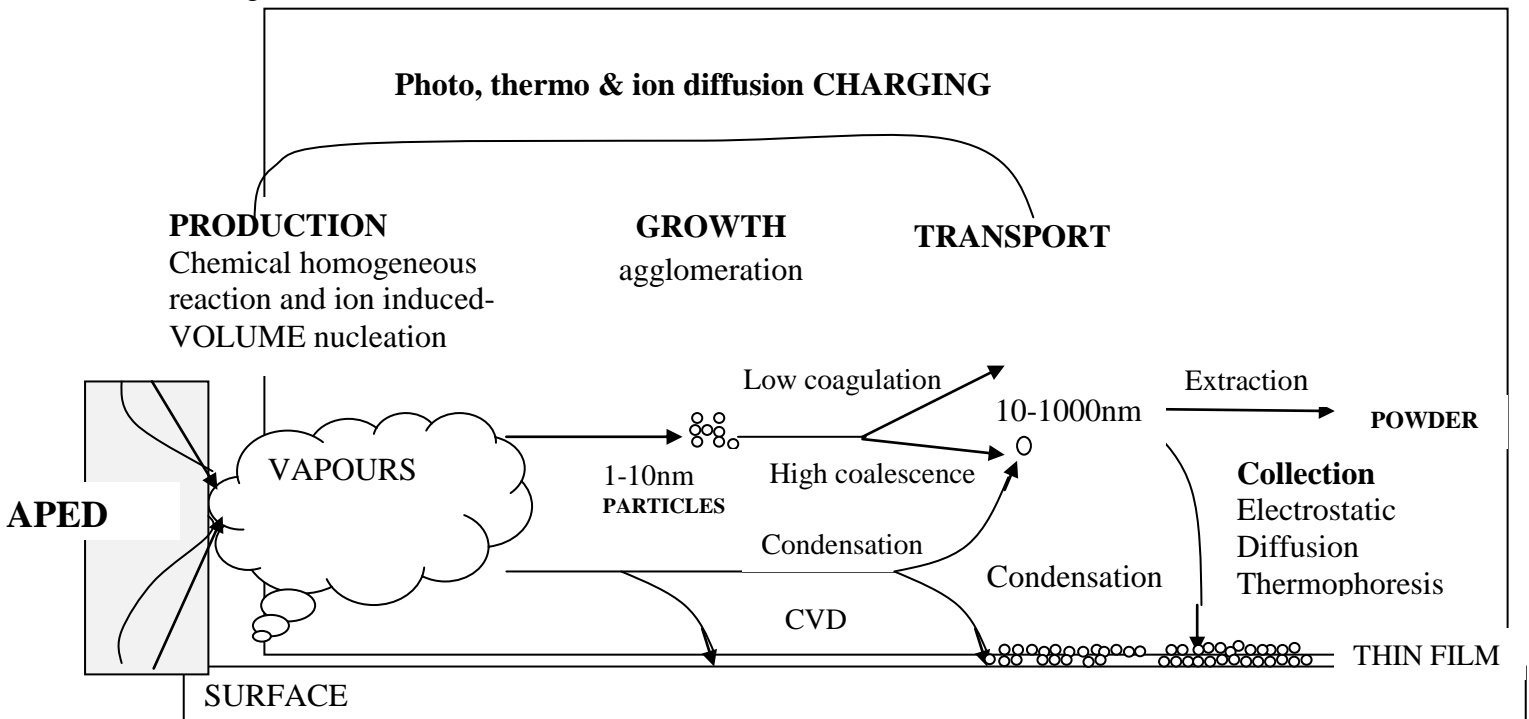 Photo, thermo & ion diffusion CHARGING
PRODUCTION
Chemical homogeneous
reaction and ion induced-
VOLUME nucleation
GROWTH
agglomeration
TRANSPORT
Low coagulation
10-1000nm
Extraction
POWDER
VAPOURS
1-10nm
PARTICLES
High coalescence
Collection
Electrostatic
Diffusion
Thermophoresis
APED
Condensation
Condensation
CVD
THIN FILM
SURFACE